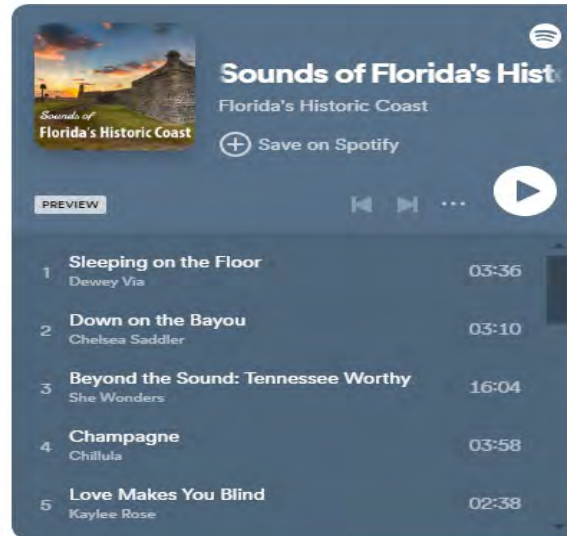 Sounds of
Florida's Historic Coast
Sounds of Florida's Hist
Florida's Historic Coast
Save on Spotify
PREVIEW
1 Sleeping on the Floor 03:36
Dewey Via
2 Down on the Bayou 03:10
Chelsea Saddler
3 Beyond the Sound: Tennessee Worthy 16:04
She Wonders
4 Champagne 03:58
Chillula
5 Love Makes You Blind 02:38
Kaylee Rose